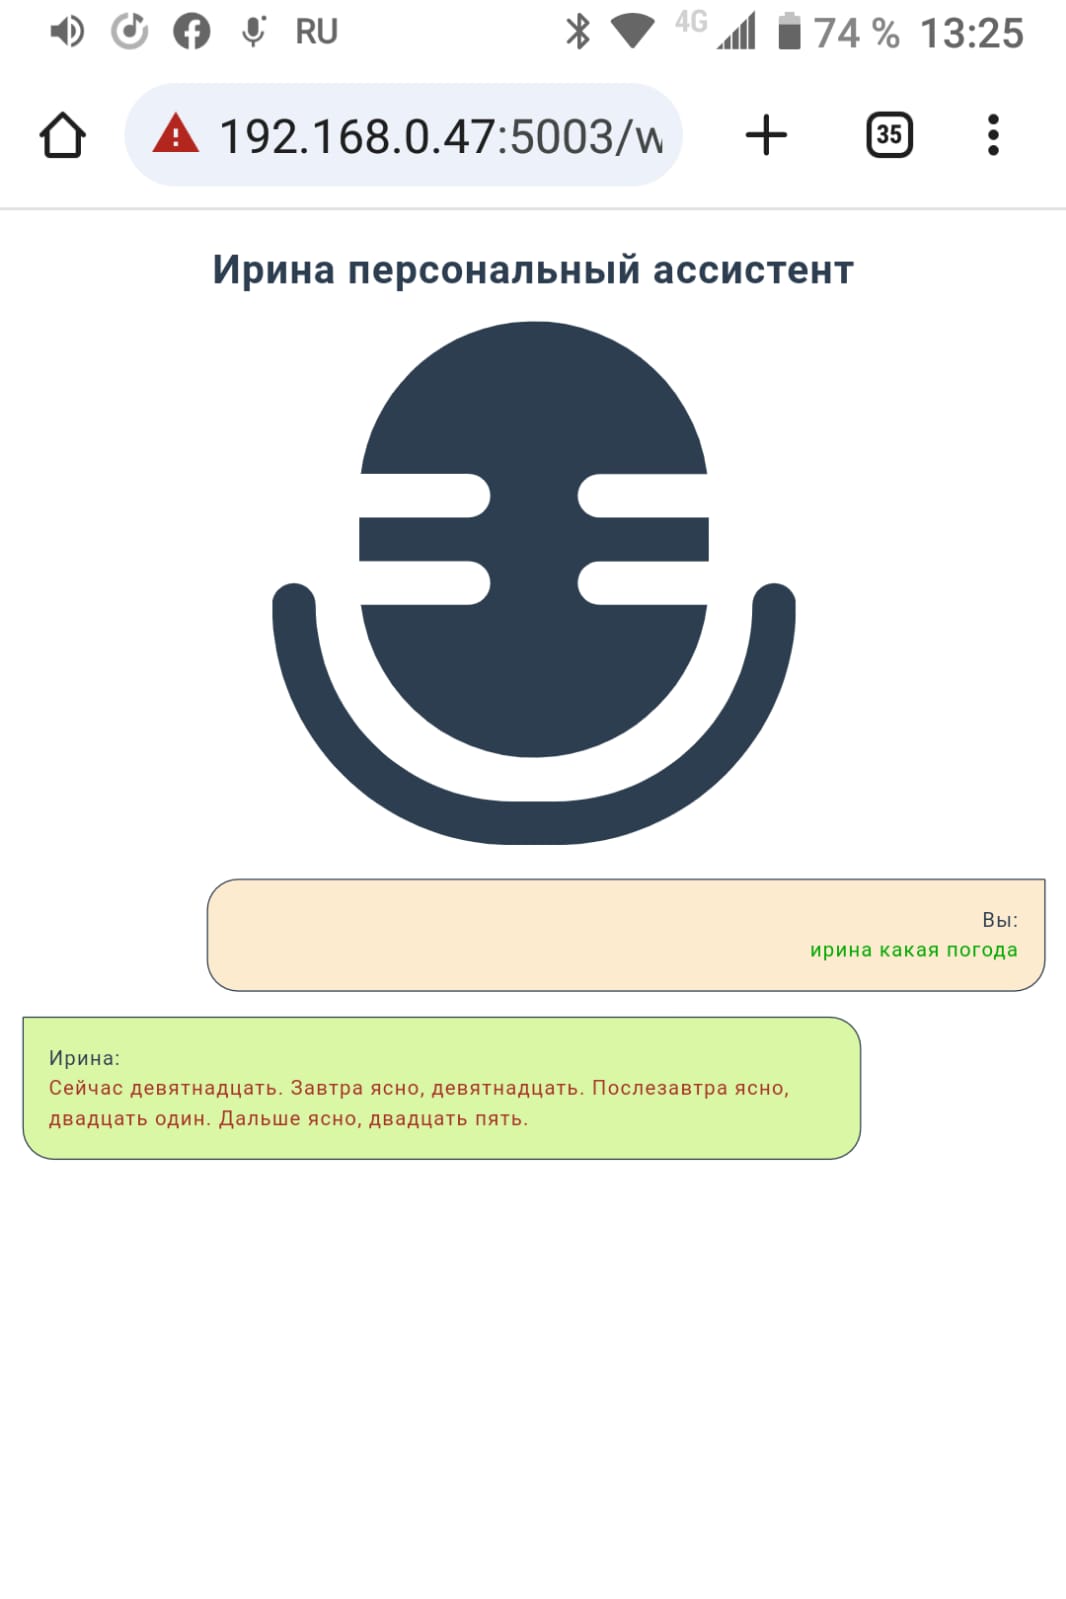 RU 4G 74 % 13:25
192.168.0.47:5003/w 35
Ирина персональный ассистент
Вы:
ирина какая погода
Ирина:
Сейчас девятнадцать. Завтра ясно, девятнадцать. Послезавтра ясно,
двадцать один. Дальше ясно, двадцать пять.